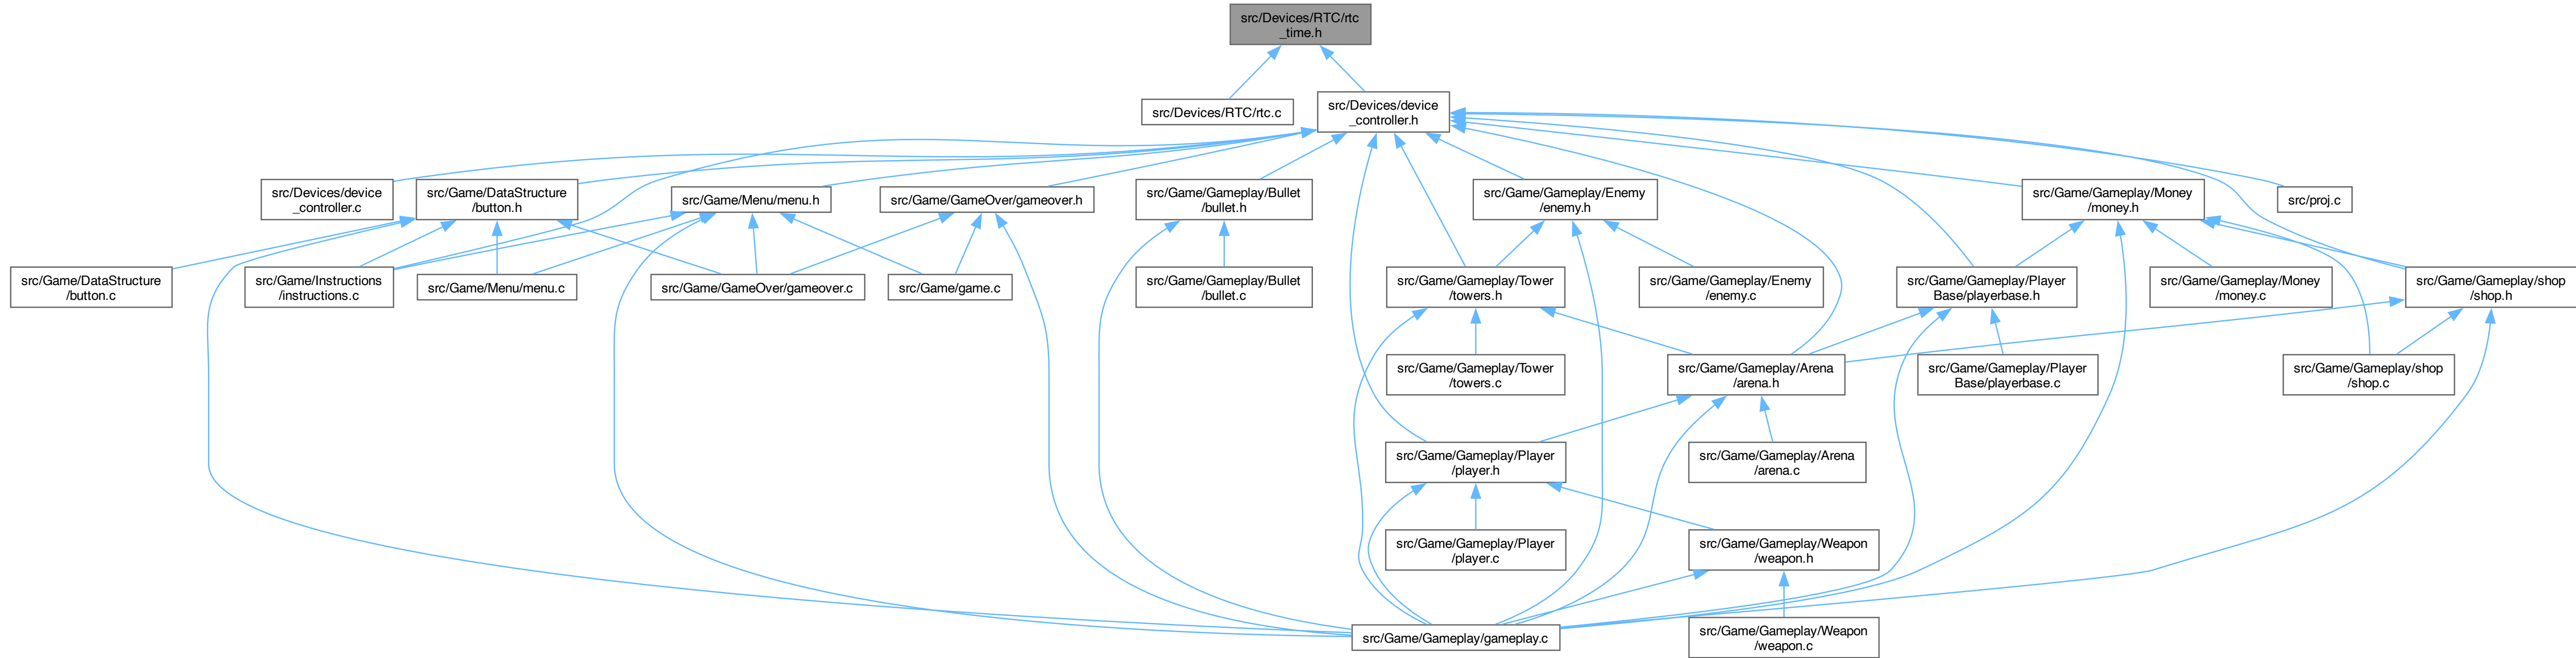 src/Devices/RTC/rtc
_time.h
src/Devices/RTC/rtc.c
src/Devices/device
_controller.h
src/Devices/device
_controller.c
src/Game/DataStructure
/button.h
src/Game/Menu/menu.h
src/Game/GameOver/gameover.h
src/Game/Gameplay/Bullet
/bullet.h
src/Game/Gameplay/Enemy
/enemy.h
src/Game/Gameplay/Money
/money.h
src/proj.c
src/Game/DataStructure
/button.c
src/Game/Instructions
/instructions.c
src/Game/Menu/menu.c
src/Game/GameOver/gameover.c
src/Game/game.c
src/Game/Gameplay/Bullet
/bullet.c
src/Game/Gameplay/Tower
/towers.h
src/Game/Gameplay/Enemy
/enemy.c
src/Game/Gameplay/Player
Base/playerbase.h
src/Game/Gameplay/Money
/money.c
src/Game/Gameplay/shop
/shop.h
src/Game/Gameplay/Tower
/towers.c
src/Game/Gameplay/Arena
/arena.h
src/Game/Gameplay/Player
Base/playerbase.c
src/Game/Gameplay/shop
/shop.c
src/Game/Gameplay/Player
/player.h
src/Game/Gameplay/Arena
/arena.c
src/Game/Gameplay/Player
/player.c
src/Game/Gameplay/Weapon
/weapon.h
src/Game/Gameplay/gameplay.c
src/Game/Gameplay/Weapon
/weapon.c